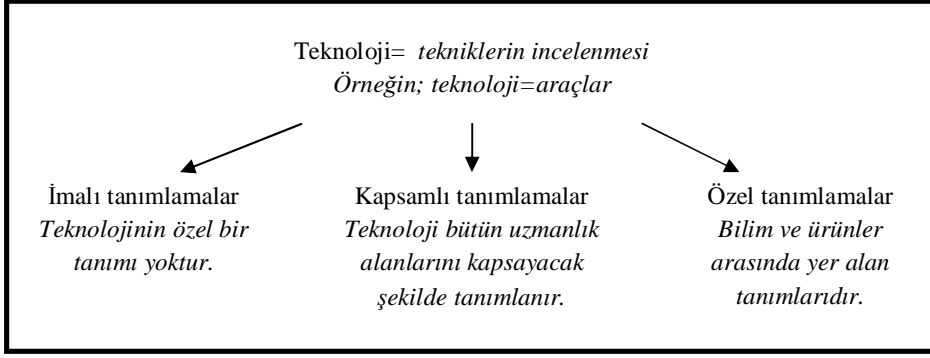 Teknoloji= tekniklerin incelenmesi
Örneğin; teknoloji=araçlar
İmalı tanımlamalar
Teknolojinin özel bir
tanımı yoktur.
Kapsamlı tanımlamalar
Teknoloji bütün uzmanlık
alanlarını kapsayacak
şekilde tanımlanır.
Özel tanımlamalar
Bilim ve ürünler
arasında yer alan
tanımlarıdır.